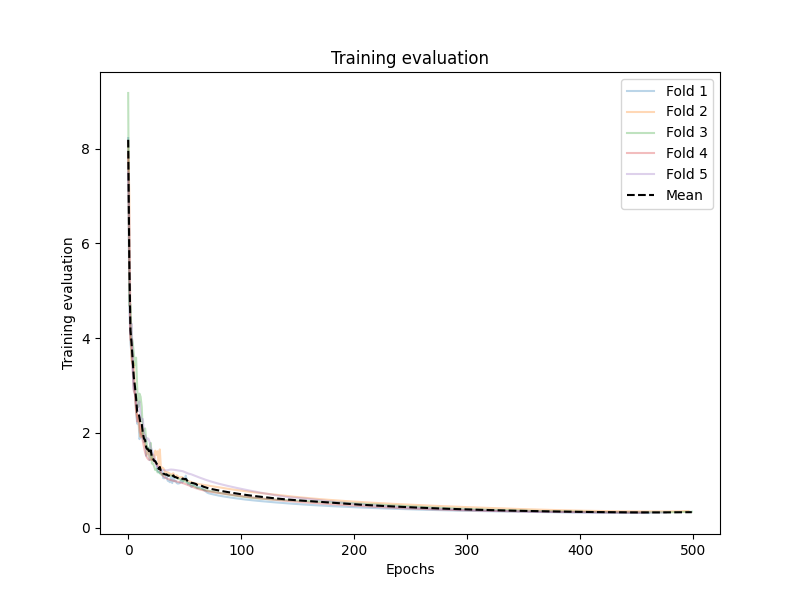 Training evaluation
Fold 1
Fold 2
Fold 3
Fold 4
Fold 5
Mean
Training evaluation
8
6
4
2
0
0 100 200 300 400 500
Epochs